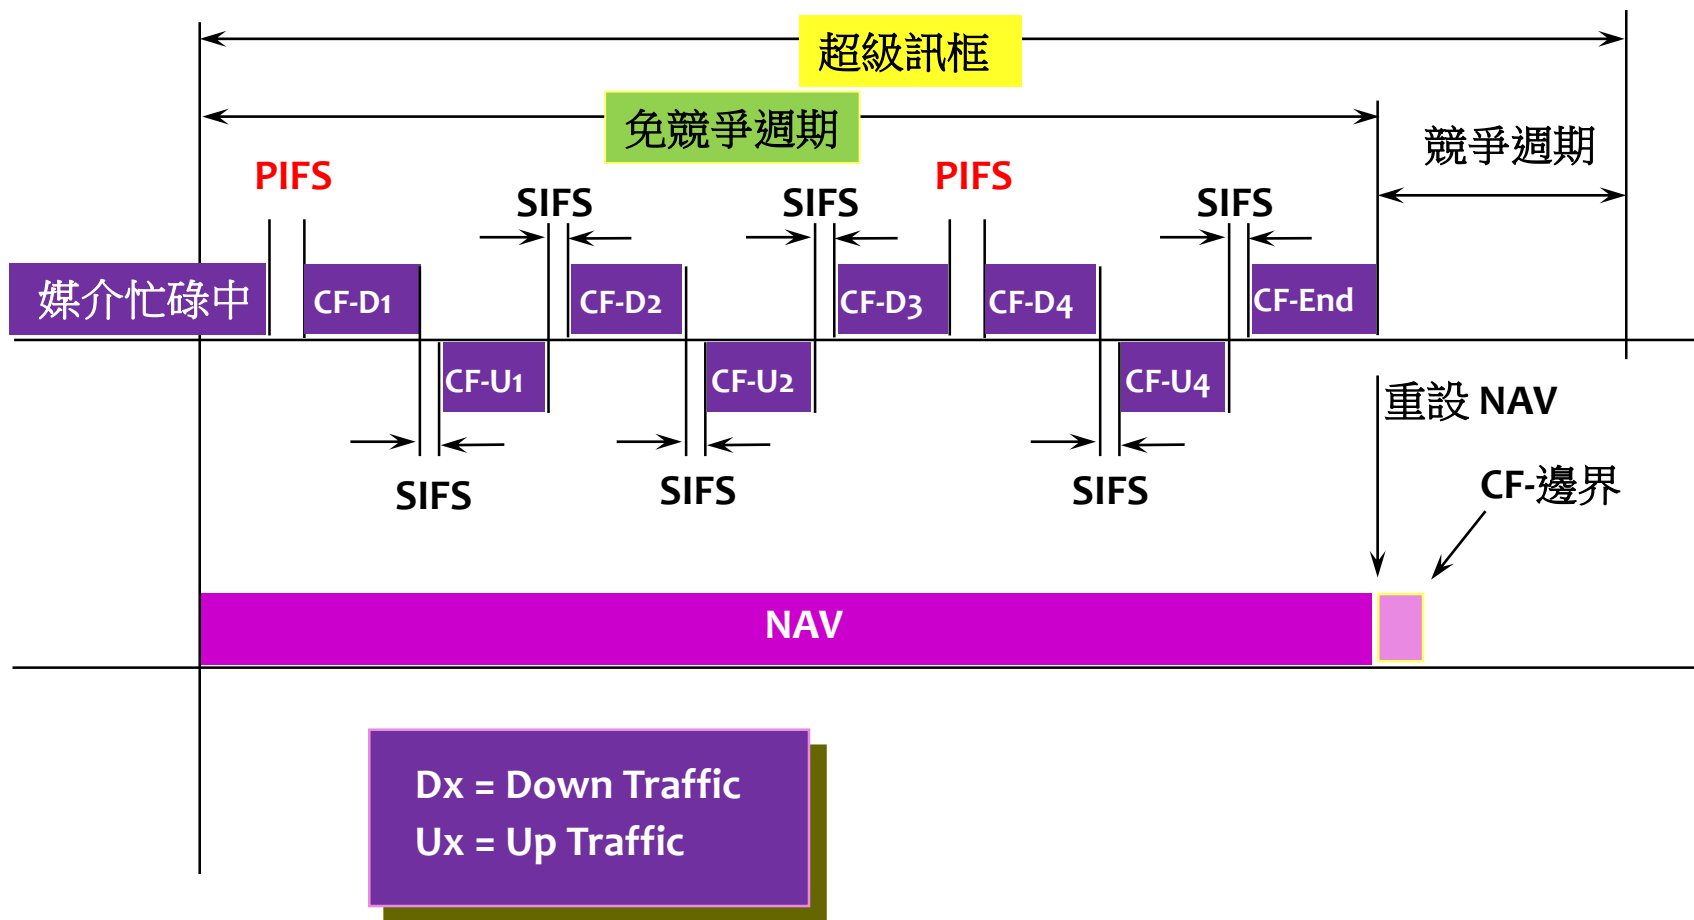 超級訊框
免競爭週期
競爭週期
PIFS
SIFS
SIFS
PIFS
SIFS
媒介忙碌中
CF-D1
CF-D2
CF-D3
CF-D4
CF-End
CF-U1
CF-U2
CF-U4
重設 NAV
SIFS
SIFS
SIFS
CF-邊界
NAV
Dx = Down Traffic
Ux = Up Traffic